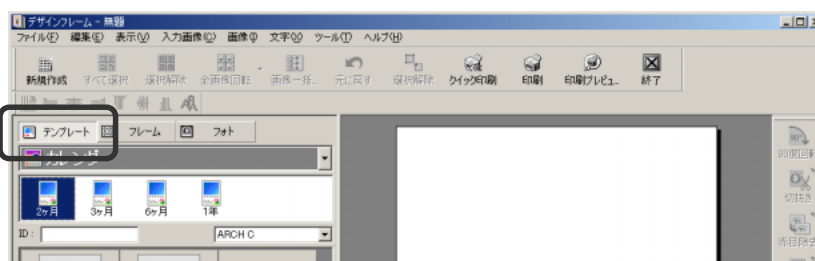 デザインフレーム - 無題
ファイル(F) 編集(E) 表示(V) 入力画像(O) 画像(I) 文字(X) ツール(T) ヘルプ(H)
新規作成 すべて選択 選択解除 全画像回転 画像一括... 元に戻す 選択解除 クイック印刷 印刷 印刷プレビュ... 終了
テンプレート フレーム フォト
カレンダ
90度回転
2ヶ月 3ヶ月 6ヶ月 1年
切抜き
ID: ARCH C
赤目除去